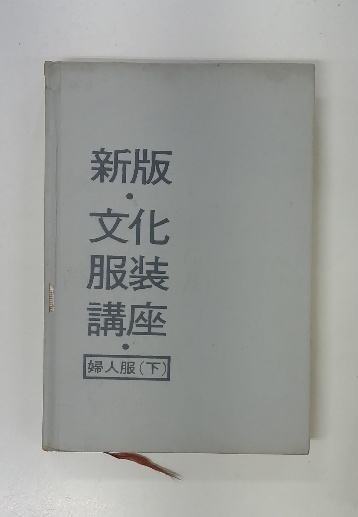 新版
・
文化
服装
講座
・
婦人服(下)